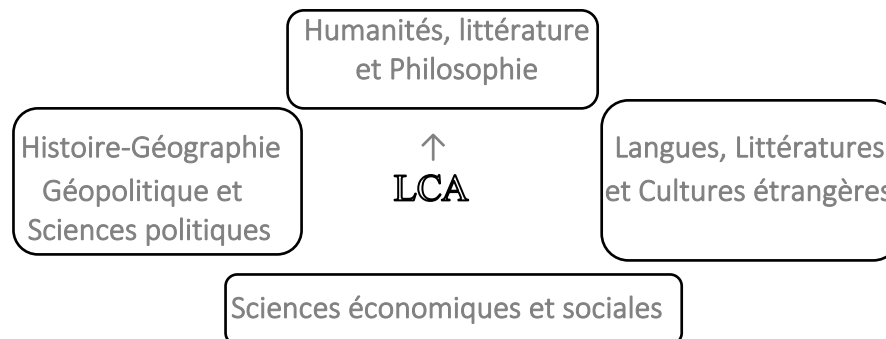 Humanités, littérature
et Philosophie
Histoire-Géographie
Géopolitique et
Sciences politiques
↑
LCA
Langues, Littératures
et Cultures étrangères
Sciences économiques et sociales